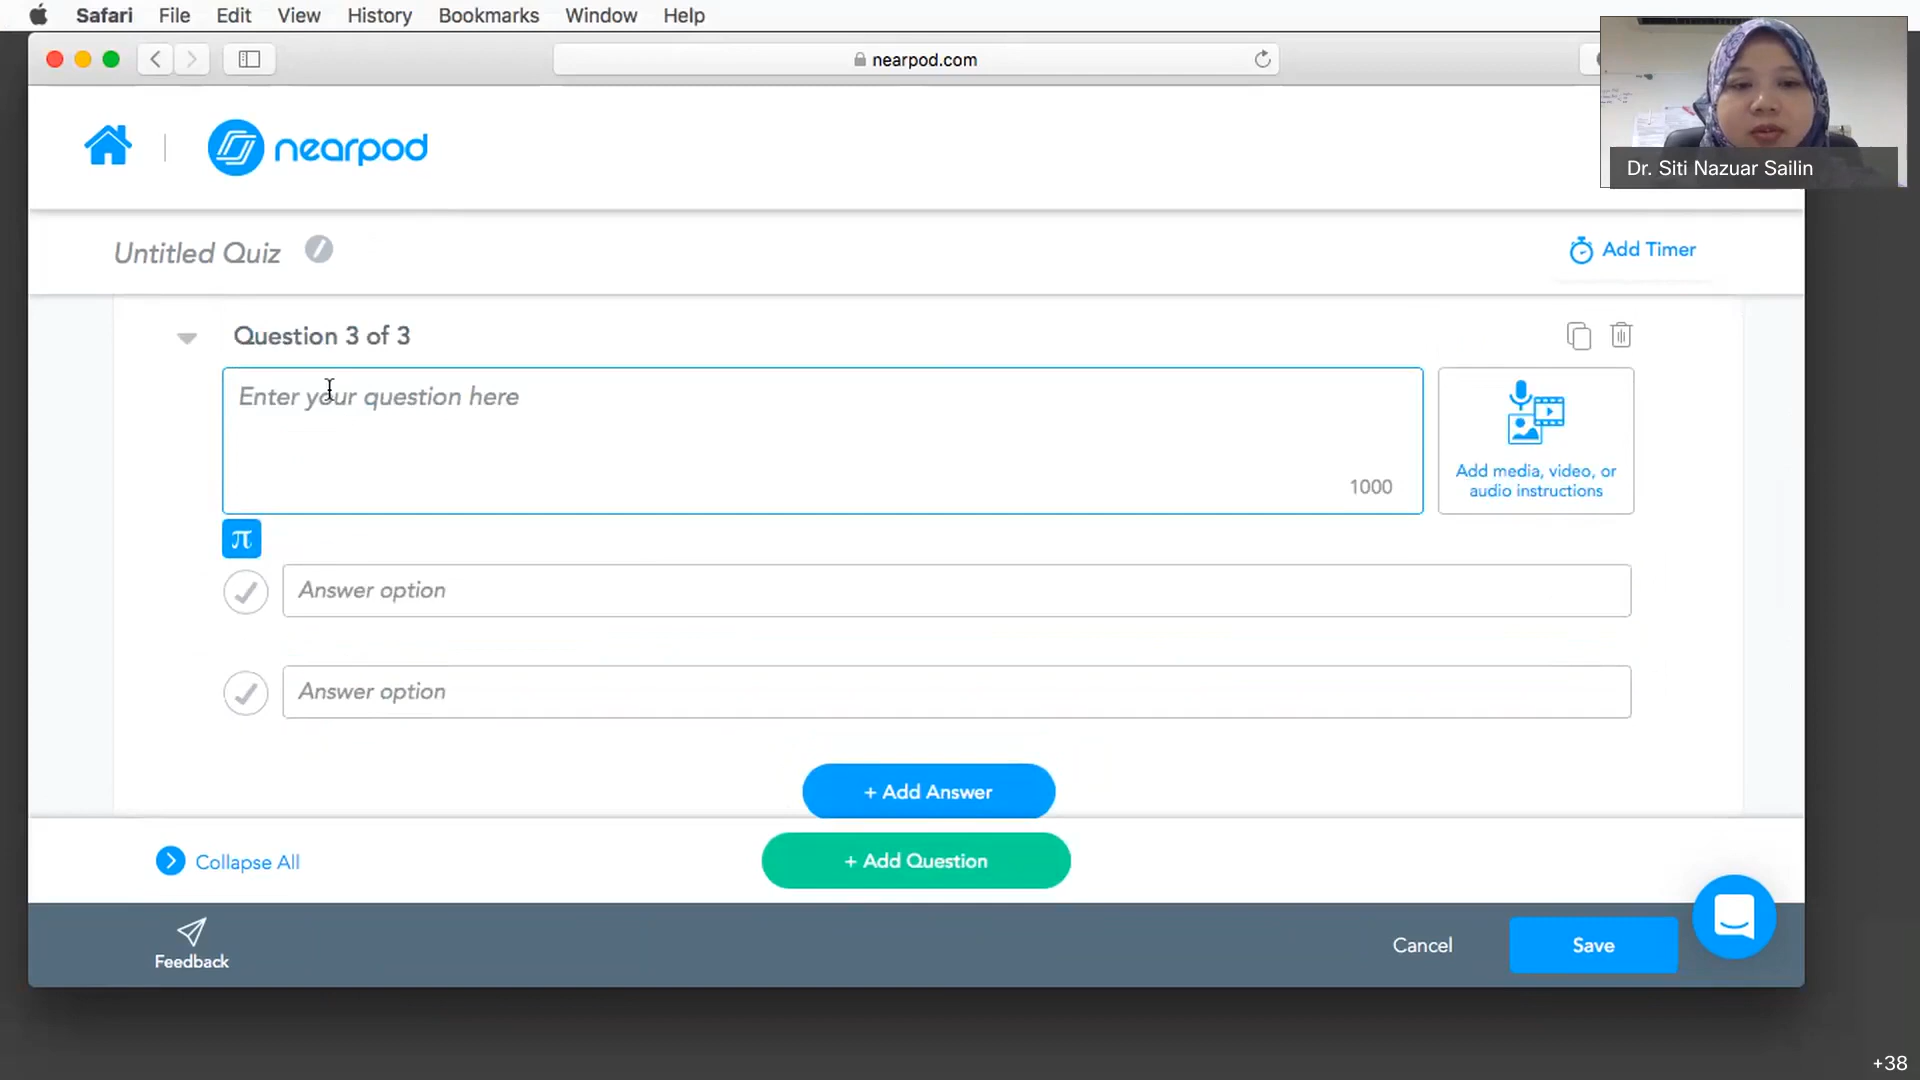 Safari File Edit View History Bookmarks Window Help
nearpod.com
nearpod
Dr. Siti Nazuar Sailin
Untitled Quiz
Add Timer
Question 3 of 3
Enter your question here
1000
Add media, video, or
audio instructions
π
Answer option
Answer option
+ Add Answer
Collapse All
+ Add Question
Feedback
Cancel
Save
+38